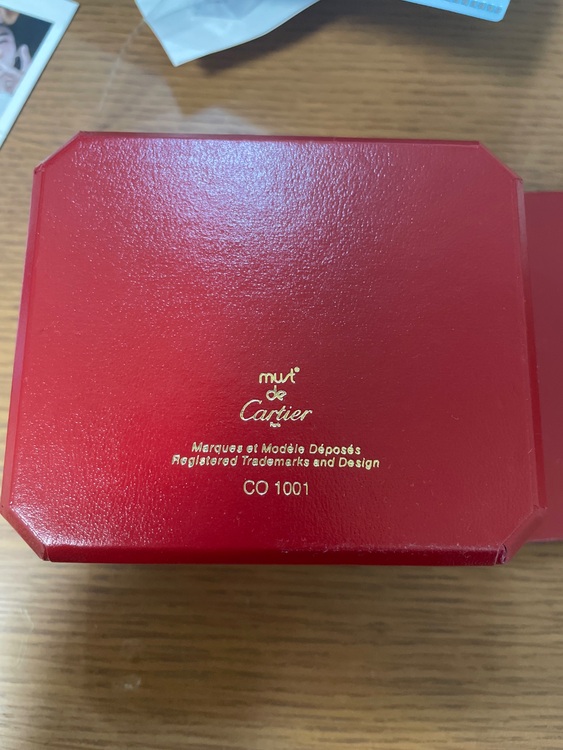 must
de
Cartier
Paris
Marques et Modèle Déposés
Registered Trademarks and Design
CO 1001